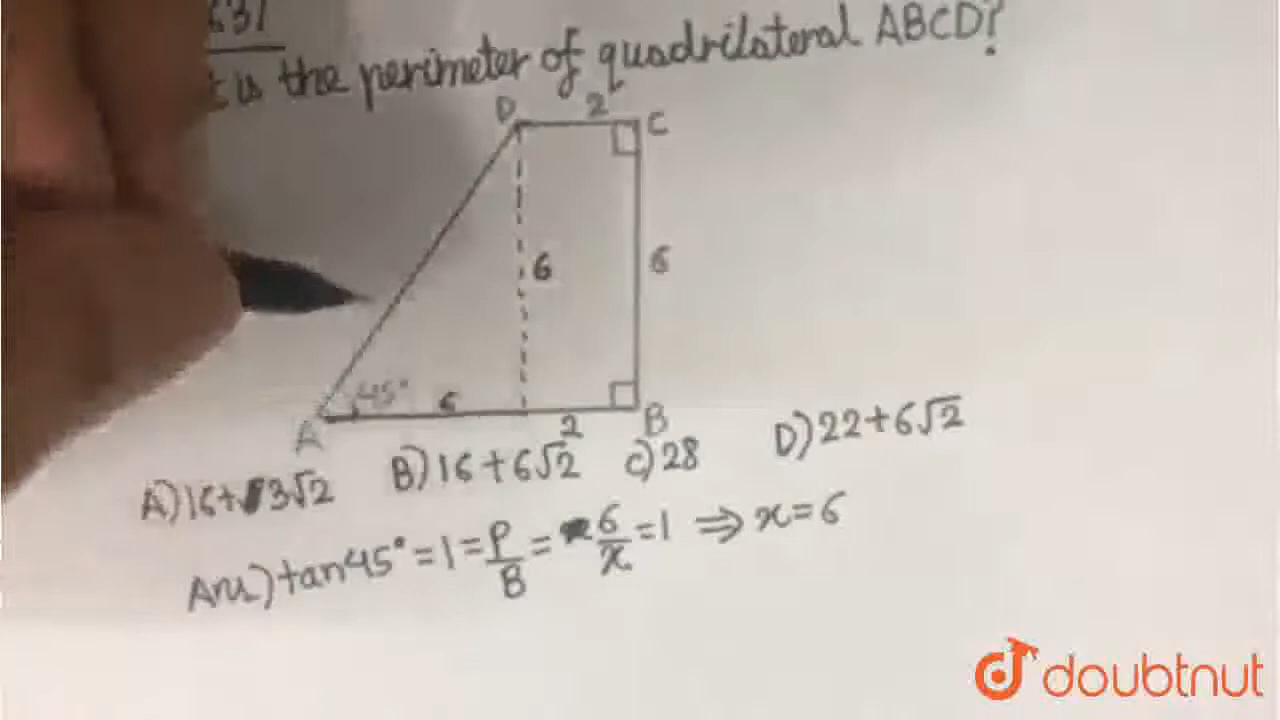 637
is the perimeter of quadrilateral ABCD?
D 2 C
6 6
45° 6
A 2 B
A) 16+3√2 B) 16+6√2 C) 28 D) 22+6√2
Ans) tan45° = 1 = P/B = 6/x = 1 ⇒ x = 6
doubtnut